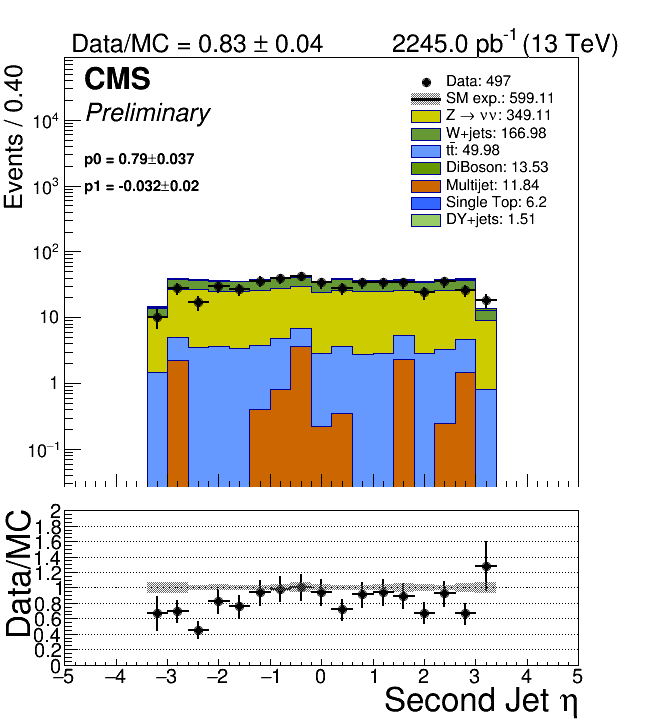 Data/MC = 0.83 ± 0.04 2245.0 pb⁻¹ (13 TeV)
CMS
Preliminary
p0 = 0.79±0.037
p1 = -0.032±0.02
Data: 497
SM exp.: 599.11
Z → νν: 349.11
W+jets: 166.98
tt̄: 49.98
DiBoson: 13.53
Multijet: 11.84
Single Top: 6.2
DY+jets: 1.51
Events / 0.40
10⁴
10³
10²
10
1
10⁻¹
Data/MC
2
1.8
1.6
1.4
1.2
1
0.8
0.6
0.4
0.2
0
−5 −4 −3 −2 −1 0 1 2 3 4 5
Second Jet η